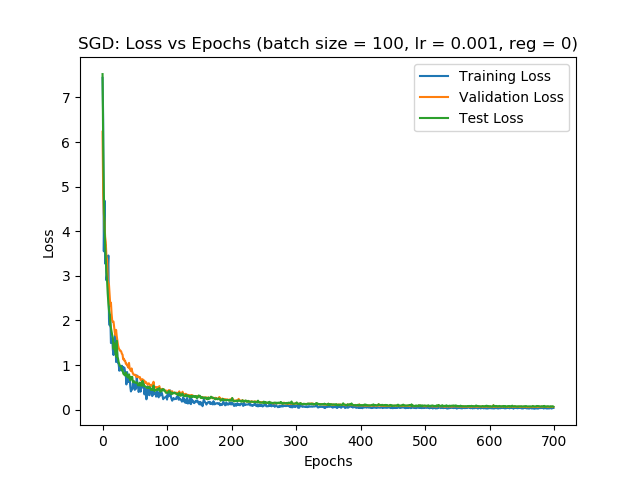 SGD: Loss vs Epochs (batch size = 100, lr = 0.001, reg = 0)
Training Loss
Validation Loss
Test Loss
7
6
5
4
3
2
1
0
Loss
0 100 200 300 400 500 600 700
Epochs